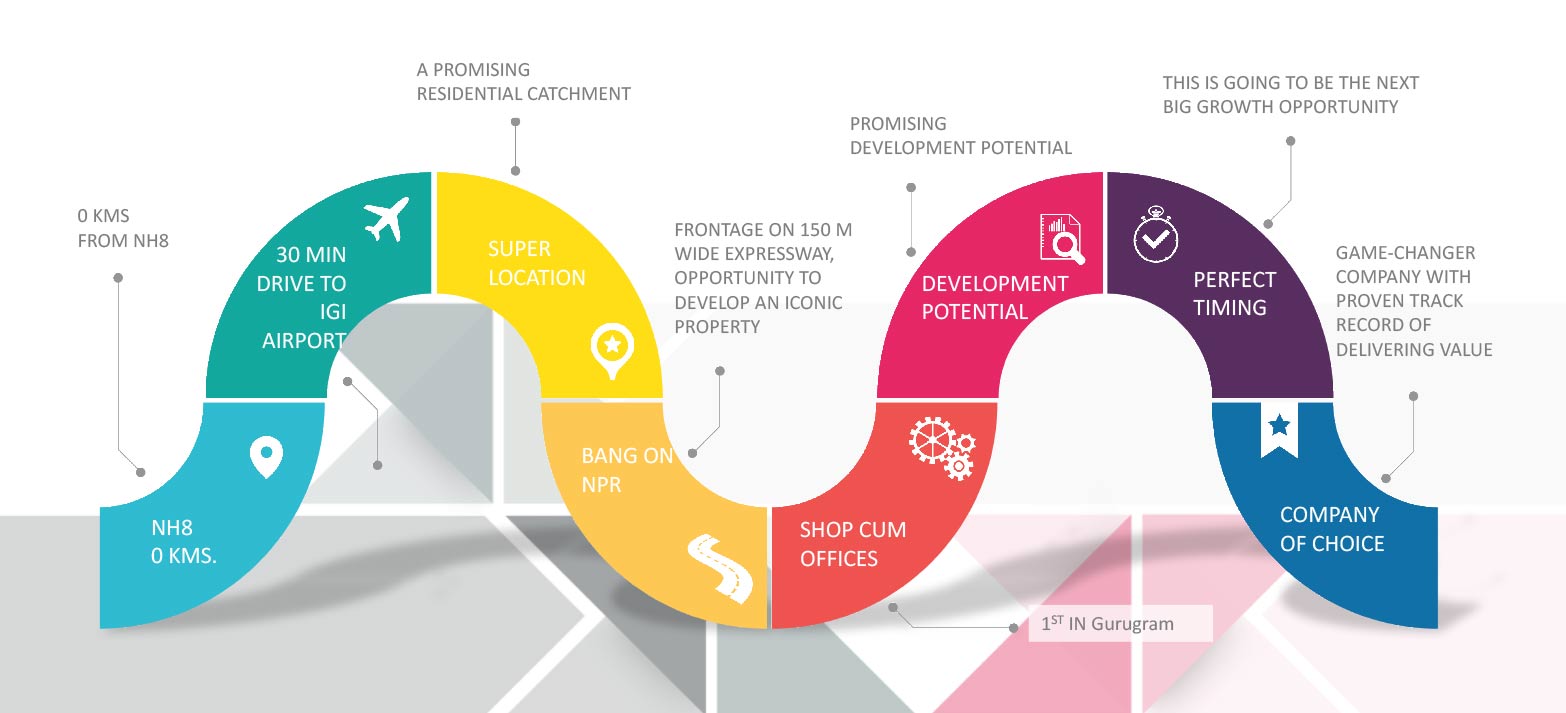 0 KMS
FROM NH8
NH8
0 KMS.
30 MIN
DRIVE TO
IGI
AIRPORT
A PROMISING
RESIDENTIAL CATCHMENT
SUPER
LOCATION
FRONTAGE ON 150 M
WIDE EXPRESSWAY,
OPPORTUNITY TO
DEVELOP AN ICONIC
PROPERTY
BANG ON
NPR
SHOP CUM
OFFICES
1ST IN Gurugram
PROMISING
DEVELOPMENT POTENTIAL
DEVELOPMENT
POTENTIAL
THIS IS GOING TO BE THE NEXT
BIG GROWTH OPPORTUNITY
PERFECT
TIMING
GAME-CHANGER
COMPANY WITH
PROVEN TRACK
RECORD OF
DELIVERING VALUE
COMPANY
OF CHOICE